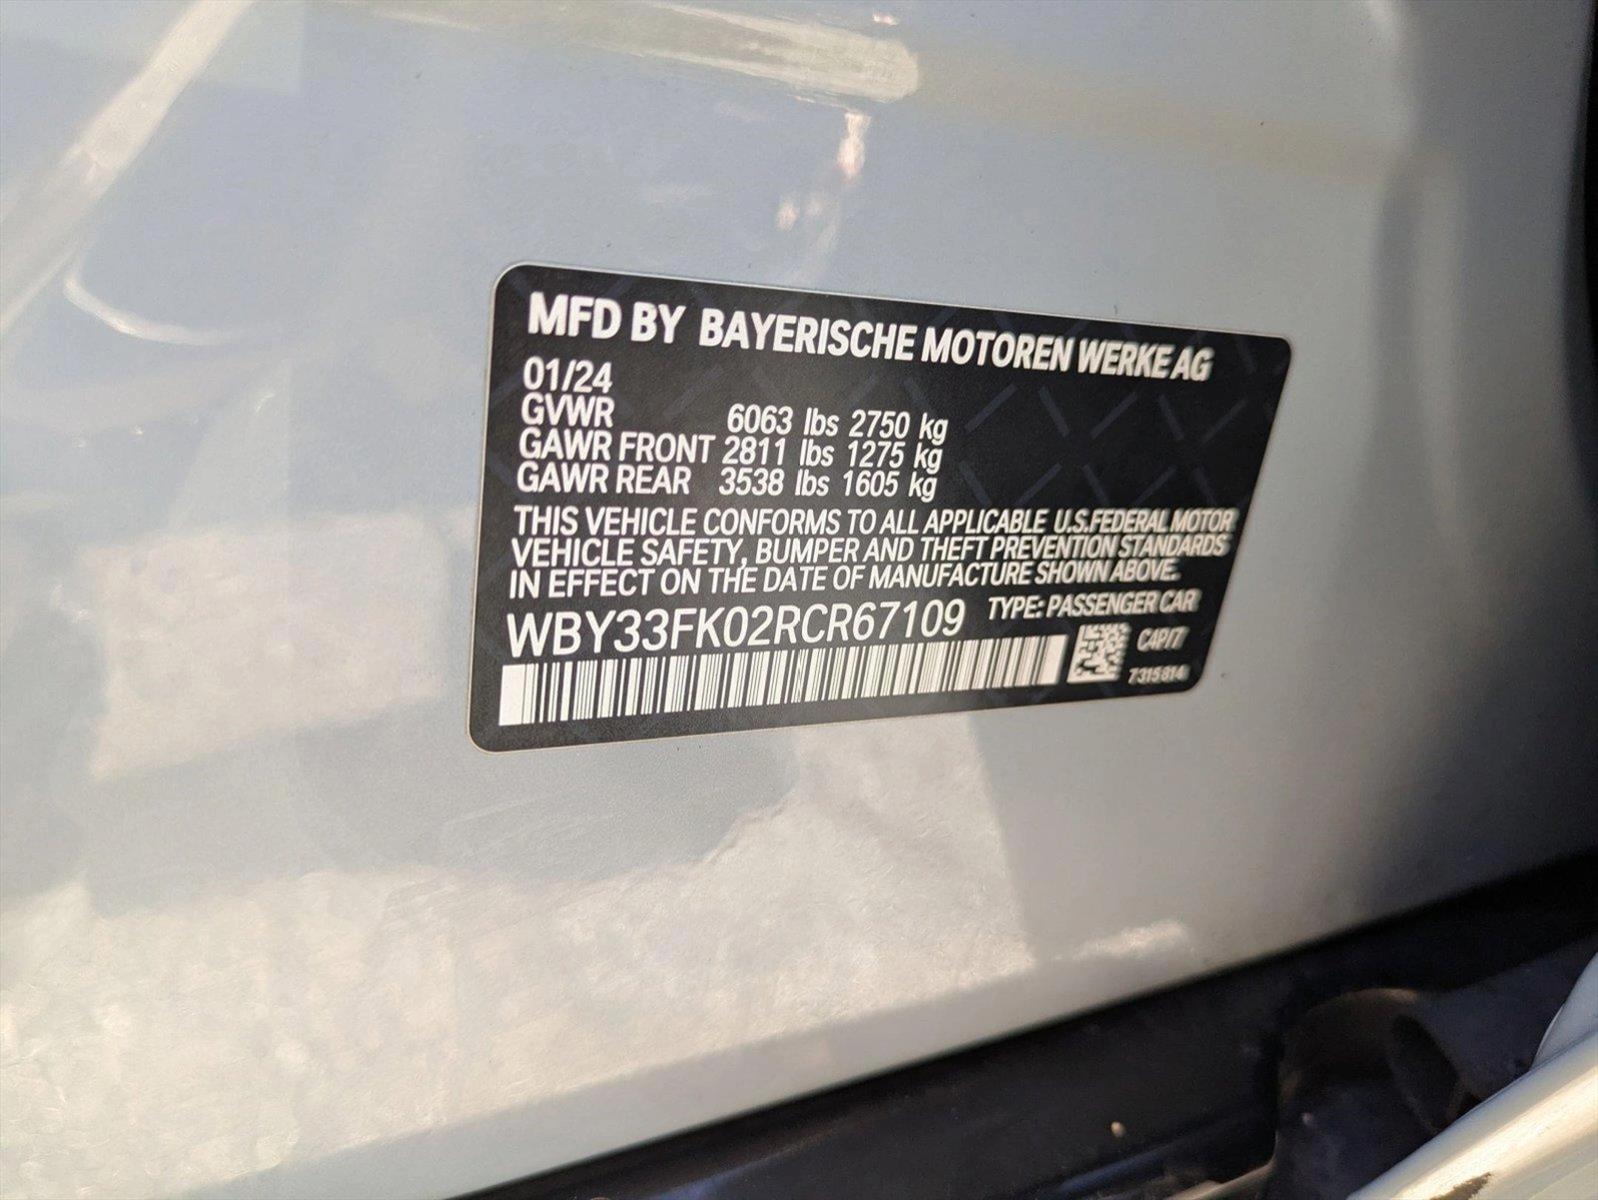 MFD BY BAYERISCHE MOTOREN WERKE AG
01/24
GVWR 6063 lbs 2750 kg
GAWR FRONT 2811 lbs 1275 kg
GAWR REAR 3538 lbs 1605 kg
THIS VEHICLE CONFORMS TO ALL APPLICABLE U.S.FEDERAL MOTOR
VEHICLE SAFETY, BUMPER AND THEFT PREVENTION STANDARDS
IN EFFECT ON THE DATE OF MANUFACTURE SHOWN ABOVE.
WBY33FK02RCR67109 TYPE: PASSENGER CAR
7315814